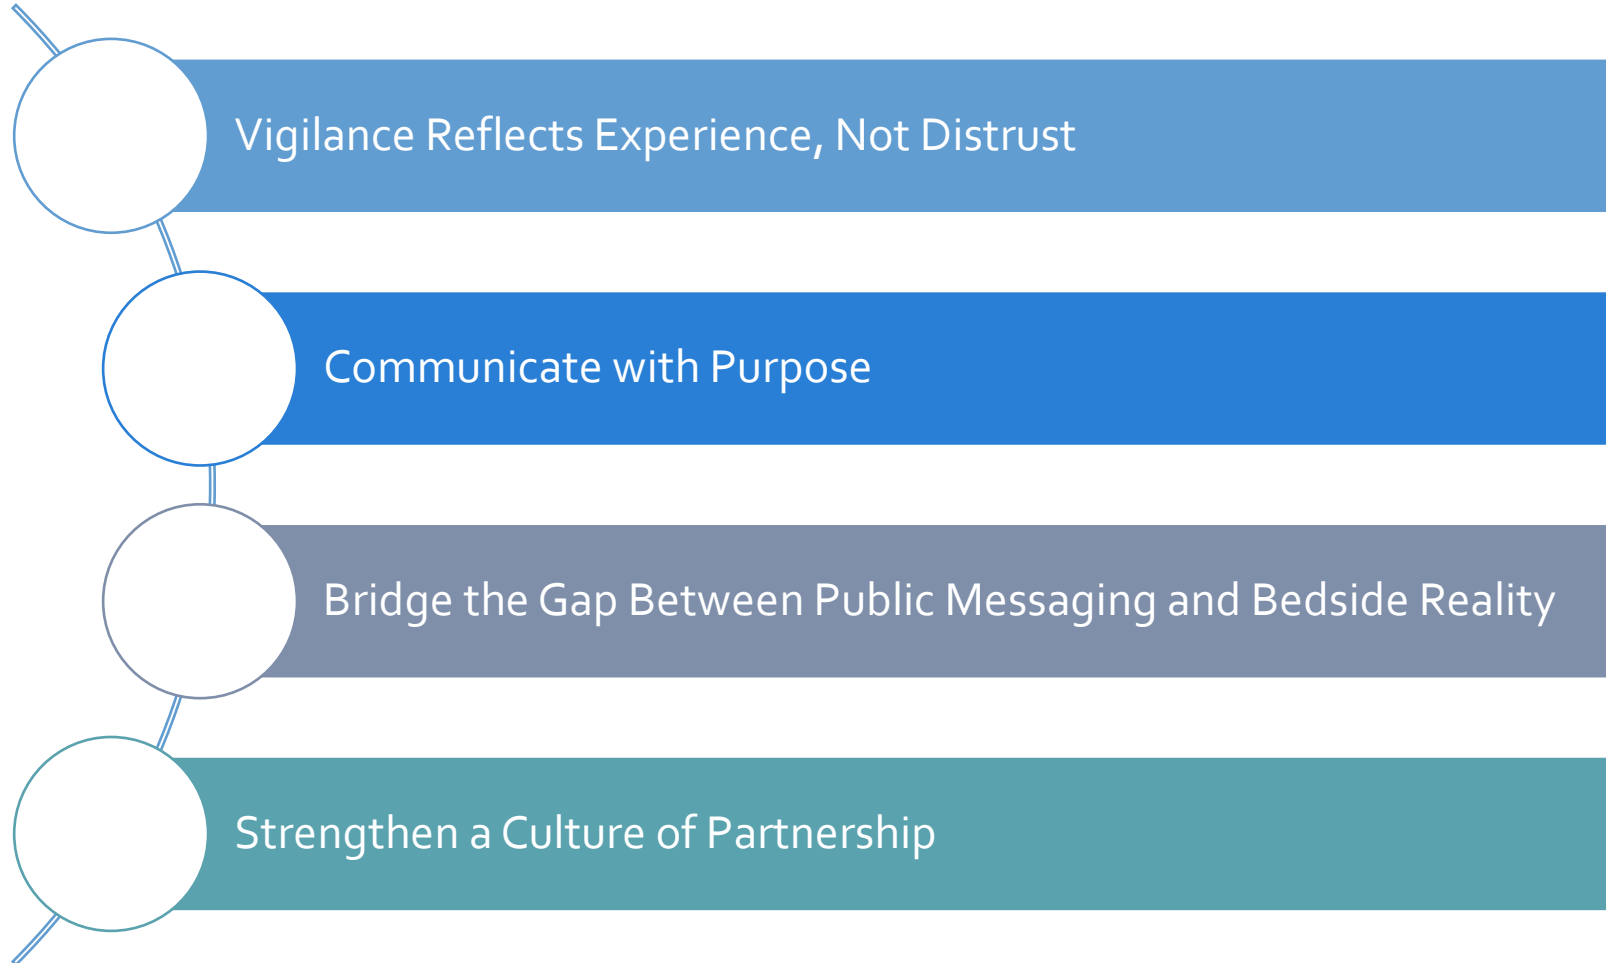 Vigilance Reflects Experience, Not Distrust
Communicate with Purpose
Bridge the Gap Between Public Messaging and Bedside Reality
Strengthen a Culture of Partnership